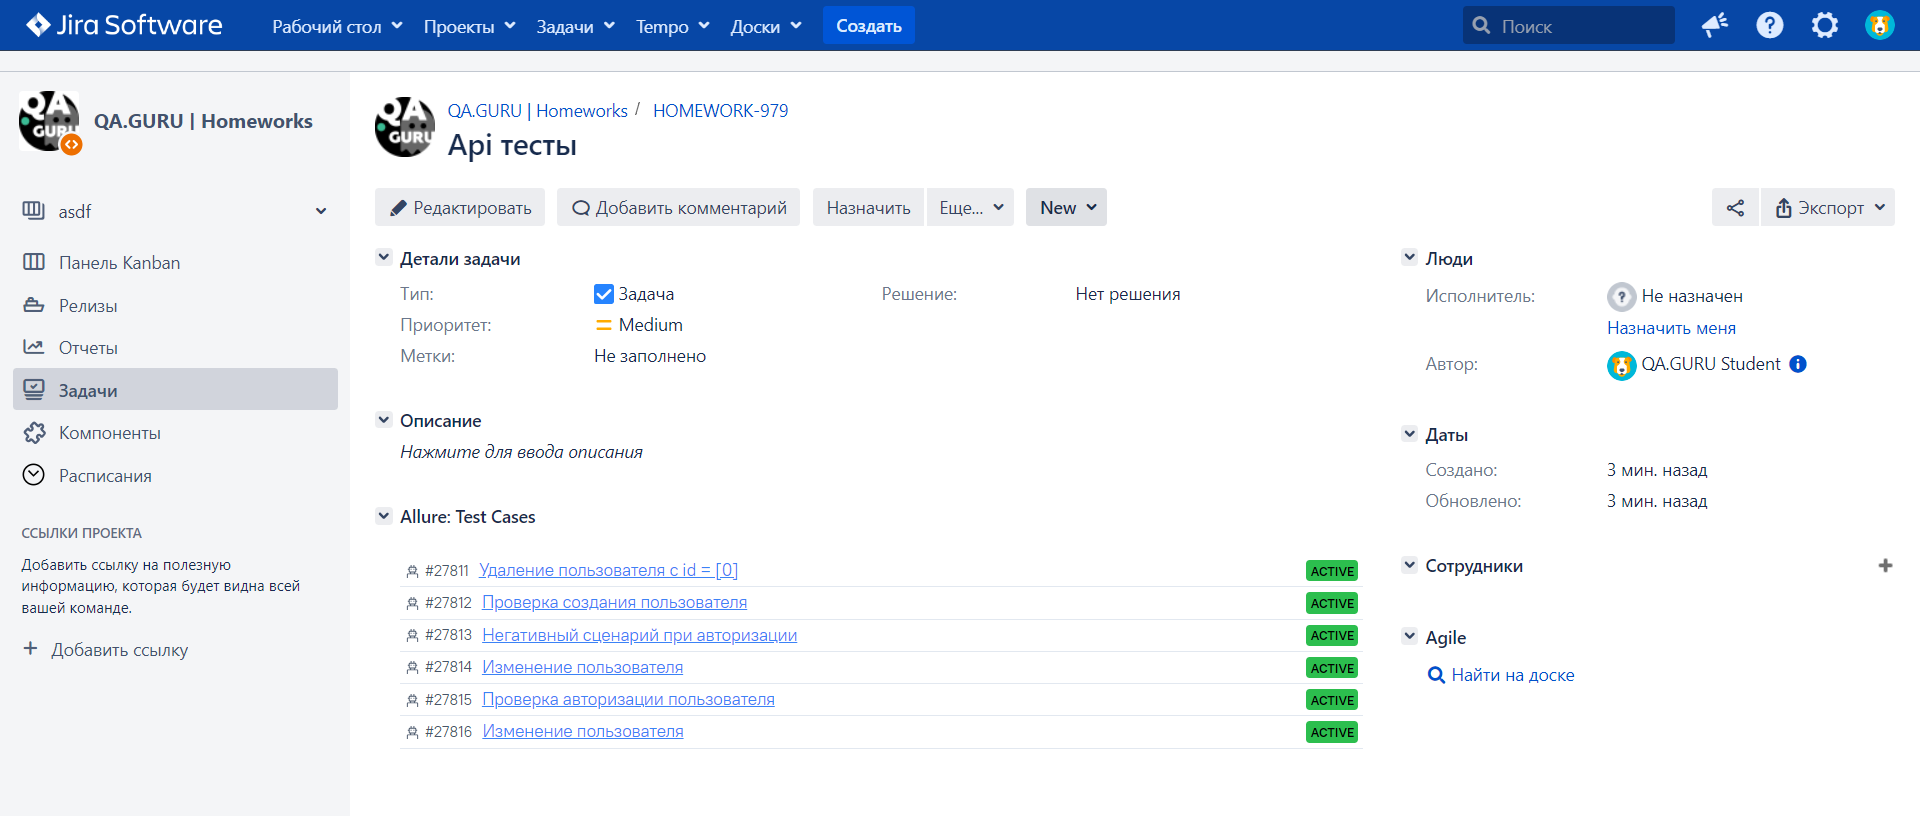 Jira Software
Рабочий стол Проекты Задачи Tempo Доски Создать Поиск
QA GURU
QA.GURU | Homeworks
asdf
Панель Kanban
Релизы
Отчеты
Задачи
Компоненты
Расписания
ССЫЛКИ ПРОЕКТА
Добавить ссылку на полезную
информацию, которая будет видна всей
вашей команде.
+ Добавить ссылку
QA GURU
QA.GURU | Homeworks / HOMEWORK-979
Api тесты
Редактировать Добавить комментарий Назначить Еще... New Экспорт
Детали задачи
Тип: Задача Решение: Нет решения
Приоритет: Medium
Метки: Не заполнено
Описание
Нажмите для ввода описания
Allure: Test Cases
#27811 Удаление пользователя с id = [0] ACTIVE
#27812 Проверка создания пользователя ACTIVE
#27813 Негативный сценарий при авторизации ACTIVE
#27814 Изменение пользователя ACTIVE
#27815 Проверка авторизации пользователя ACTIVE
#27816 Изменение пользователя ACTIVE
Люди
Исполнитель: Не назначен
Назначить меня
Автор: QA.GURU Student
Даты
Создано: 3 мин. назад
Обновлено: 3 мин. назад
Сотрудники
Agile
Найти на доске